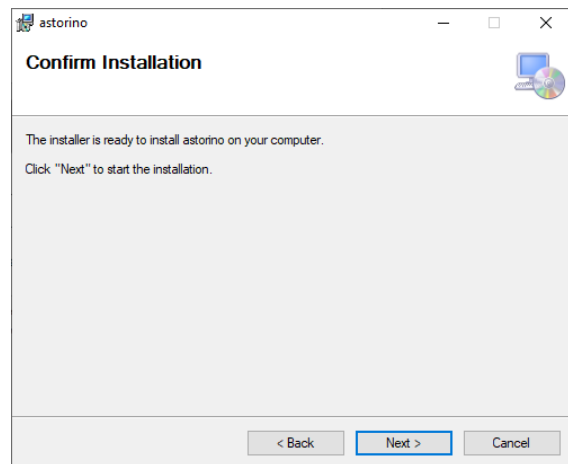 astorino
Confirm Installation
The installer is ready to install astorino on your computer.
Click "Next" to start the installation.
< Back
Next >
Cancel